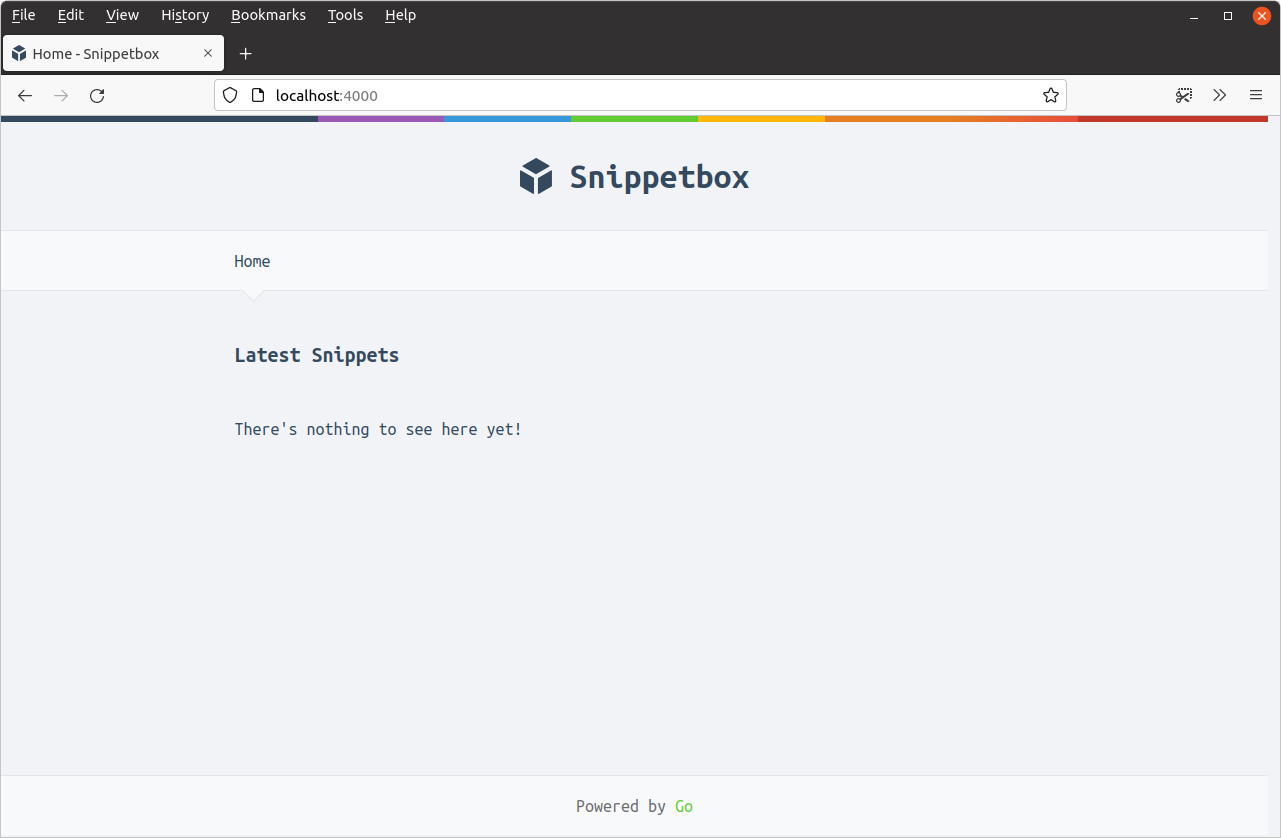 File Edit View History Bookmarks Tools Help
Home - Snippetbox
localhost:4000
Snippetbox
Home
Latest Snippets
There's nothing to see here yet!
Powered by Go